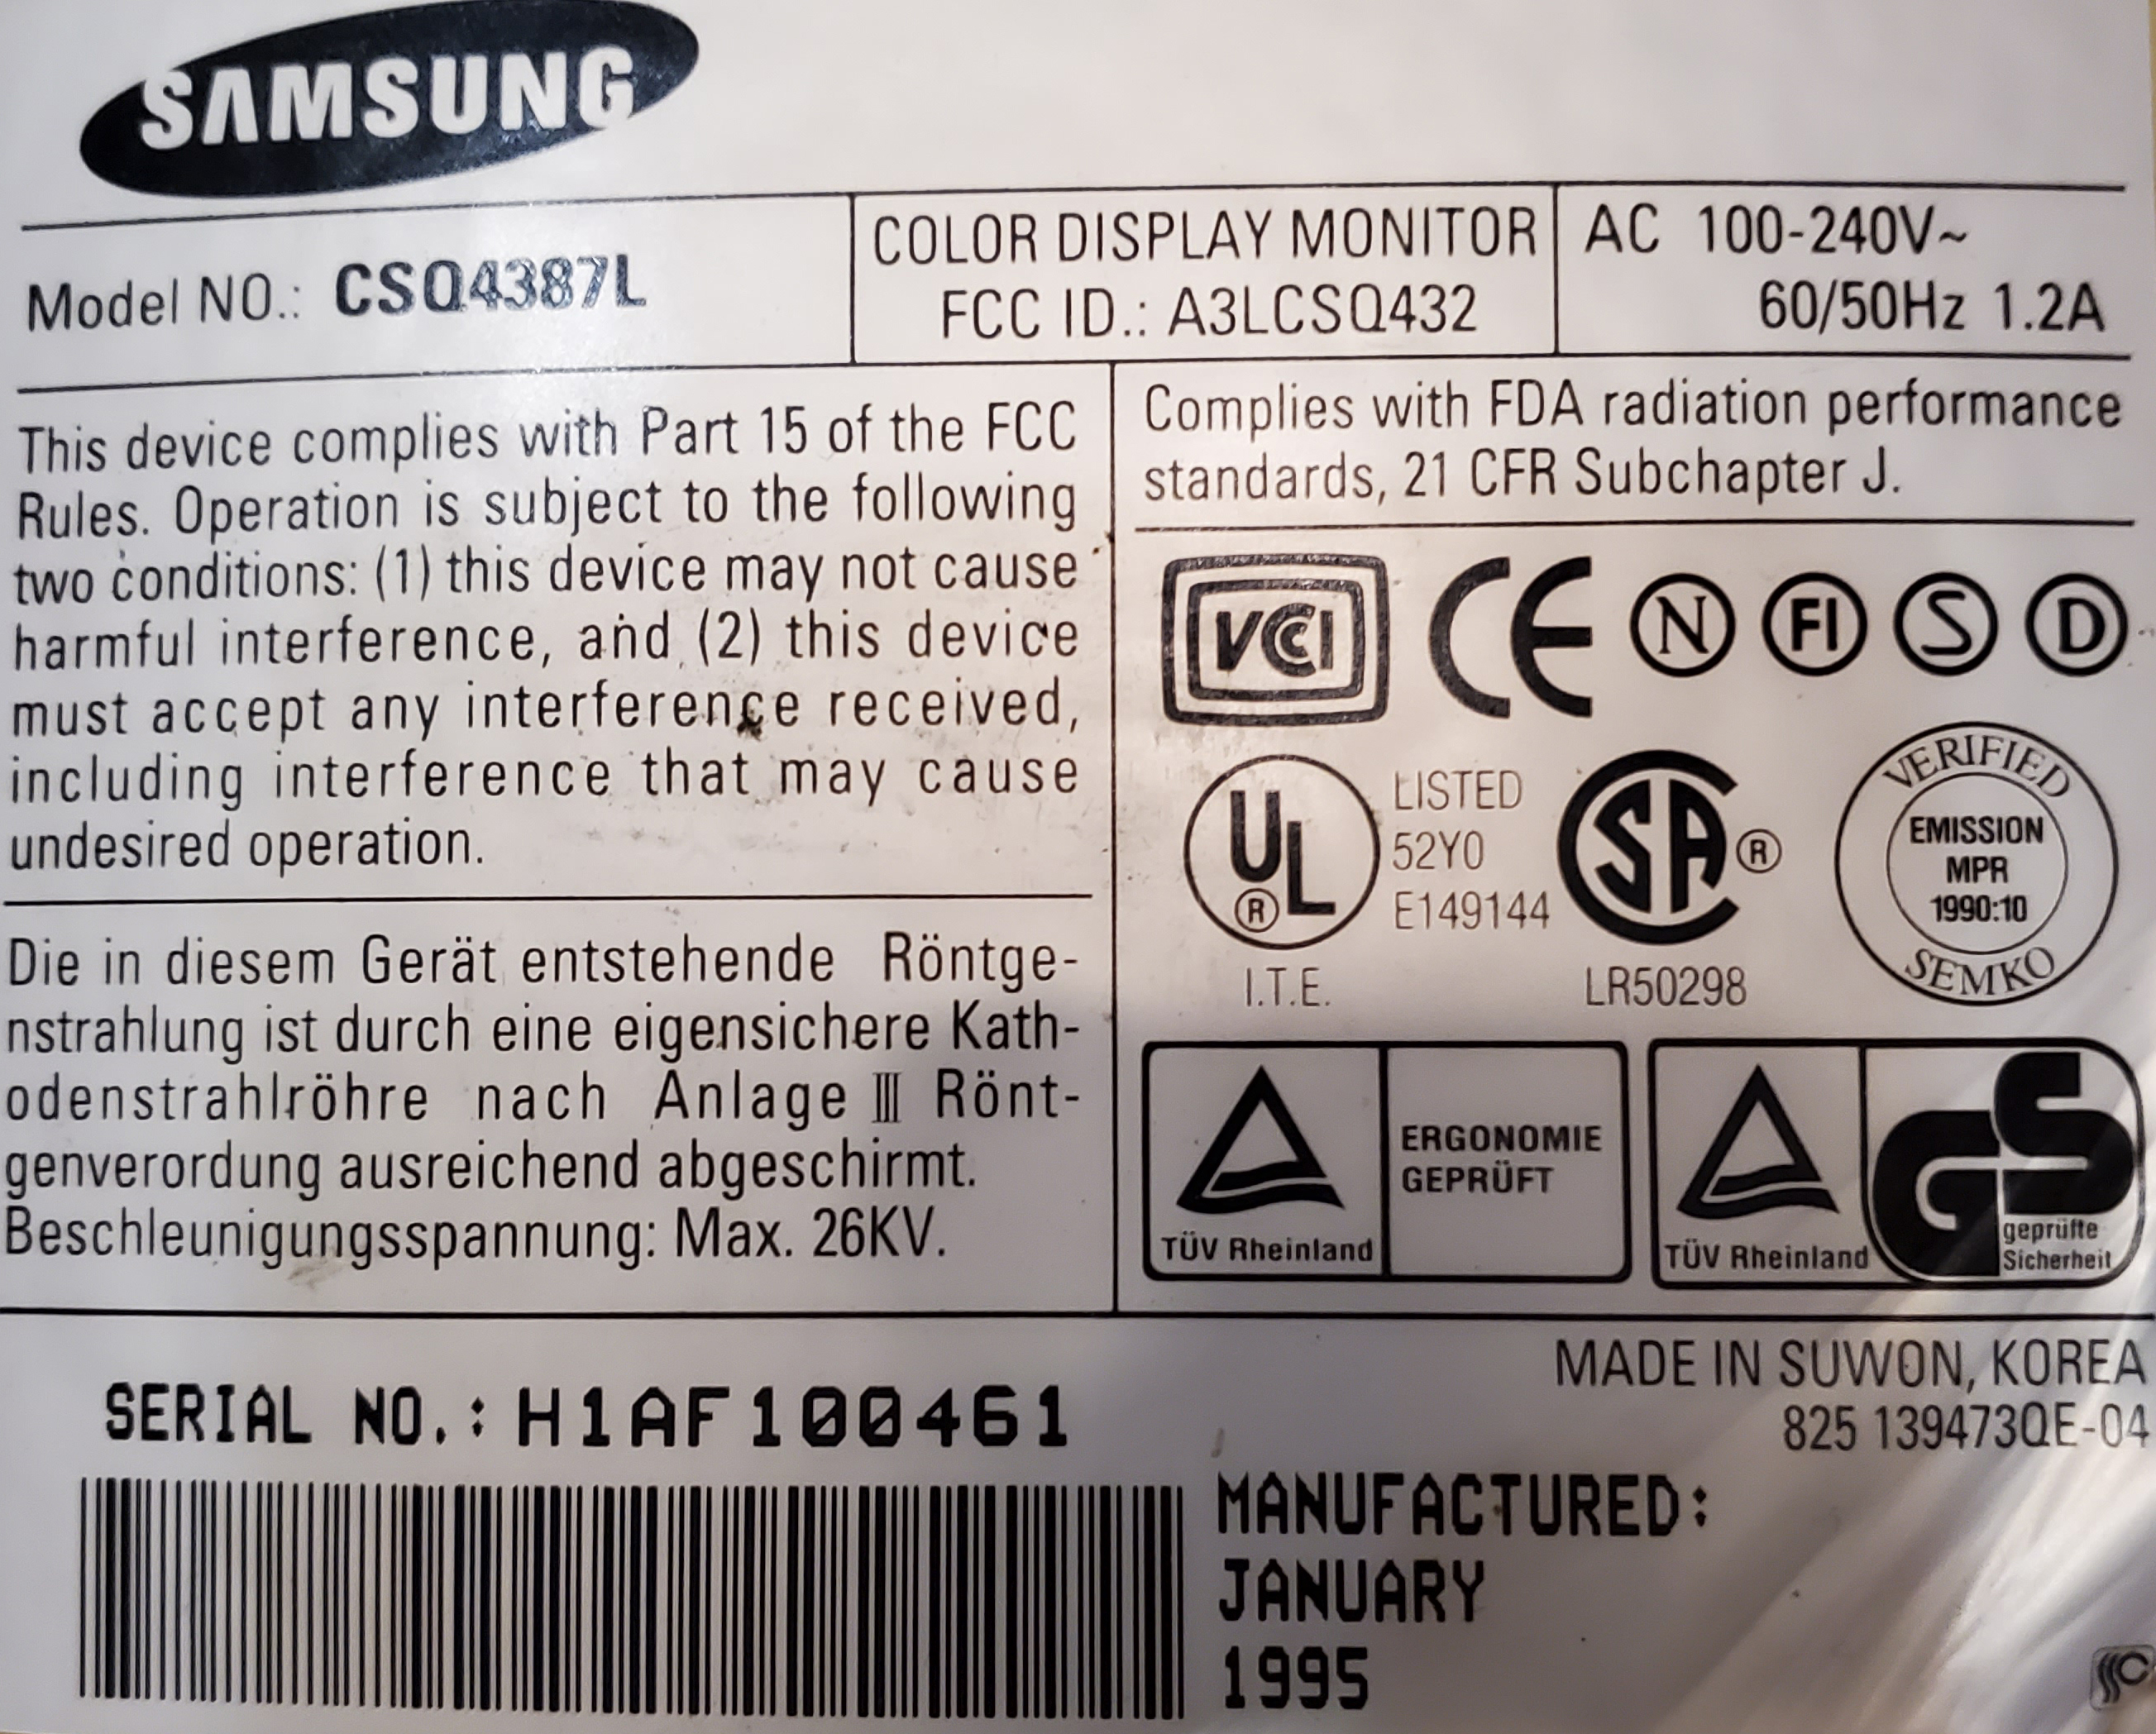 SAMSUNG
Model NO.: CSQ4387L
COLOR DISPLAY MONITOR
FCC ID.: A3LCSQ432
AC 100-240V~
60/50Hz 1.2A
This device complies with Part 15 of the FCC
Rules. Operation is subject to the following
two conditions: (1) this device may not cause
harmful interference, and (2) this device
must accept any interference received,
including interference that may cause
undesired operation.
Die in diesem Gerät entstehende Röntge-
nstrahlung ist durch eine eigensichere Kath-
odenstrahlröhre nach Anlage III Rönt-
genverordung ausreichend abgeschirmt.
Beschleunigungsspannung: Max. 26KV.
Complies with FDA radiation performance
standards, 21 CFR Subchapter J.
VCCI CE N FI S D
UL ®
LISTED
52Y0
E149144
I.T.E.
SA ®
LR50298
VERIFIED
EMISSION
MPR
1990:10
SEMKO
TÜV Rheinland
ERGONOMIE
GEPRÜFT
TÜV Rheinland
GS
geprüfte
Sicherheit
SERIAL NO.: H1AF100461
MADE IN SUWON, KOREA
825 139473QE-04
MANUFACTURED:
JANUARY
1995